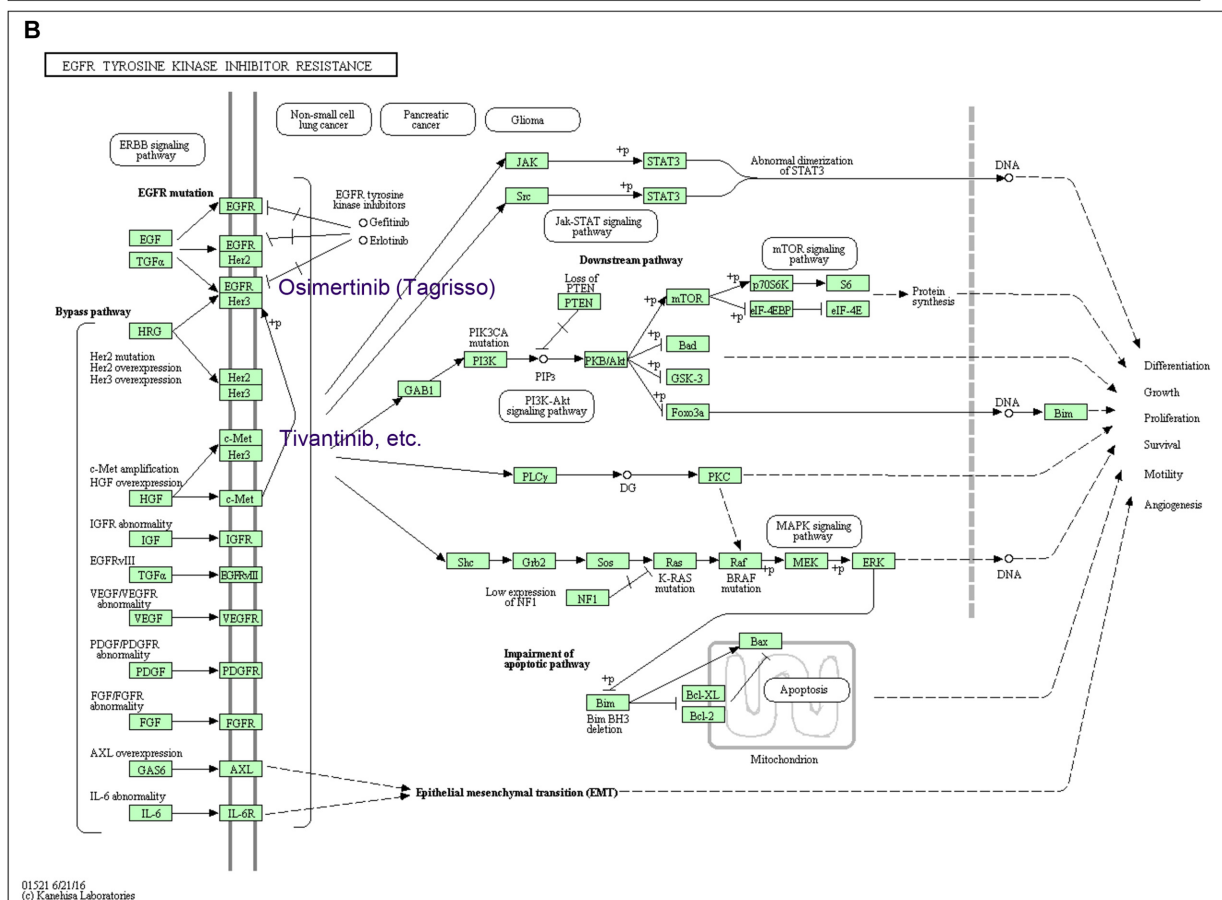 B
EGFR TYROSINE KINASE INHIBITOR RESISTANCE
Non-small cell
lung cancer
Pancreatic
cancer
Glioma
ERBB signaling
pathway
EGFR mutation
EGF
TGFα
EGFR
EGFR
Her2
EGFR
Her3
EGFR tyrosine
kinase inhibitors
Gefitinib
Erlotinib
Osimertinib (Tagrisso)
JAK
+p
STAT3
Src
+p
STAT3
Abnormal dimerization
of STAT3
DNA
Jak-STAT signaling
pathway
Bypass pathway
HRG
+p
Her2 mutation
Her2 overexpression
Her3 overexpression
Her2
Her3
Downstream pathway
Loss of
PTEN
PTEN
PIK3CA
mutation
PI3K
PIP3
PKB/Akt
GAB1
PI3K-Akt
signaling pathway
mTOR signaling
pathway
+p
mTOR
+p
p70S6K
S6
+p
eIF-4EBP
eIF-4E
Protein
synthesis
+p
Bad
+p
GSK-3
+p
Foxo3a
DNA
Bim
Differentiation
Growth
Proliferation
Survival
Motility
Angiogenesis
Tivantinib, etc.
c-Met
Her3
c-Met amplification
HGF overexpression
HGF
c-Met
PLCγ
DG
PKC
IGFR abnormality
IGF
IGFR
EGFRvIII
TGFα
EGFRvIII
VEGF/VEGFR
abnormality
VEGF
VEGFR
PDGF/PDGFR
abnormality
PDGF
PDGFR
FGF/FGFR
abnormality
FGF
FGFR
AXL overexpression
GAS6
AXL
IL-6 abnormality
IL-6
IL-6R
MAPK signaling
pathway
Shc
Grb2
Sos
Ras
Raf
+p
MEK
+p
ERK
DNA
K-RAS
mutation
BRAF
mutation
Low expression
of NF1
NF1
Impairment of
apoptotic pathway
+p
Bim
Bim BH3
deletion
Bax
Bcl-XL
Bcl-2
Apoptosis
Mitochondrion
Epithelial mesenchymal transition (EMT)
01521 6/21/16
(c) Kanehisa Laboratories